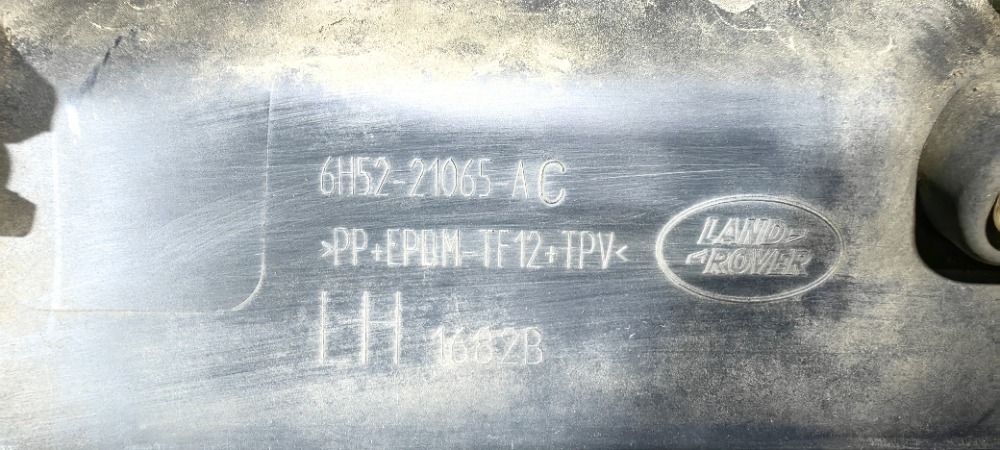 6H52-21065-AC
>PP+EPDM-TF12+TPV<
LAND
ROVER
LH 1682B